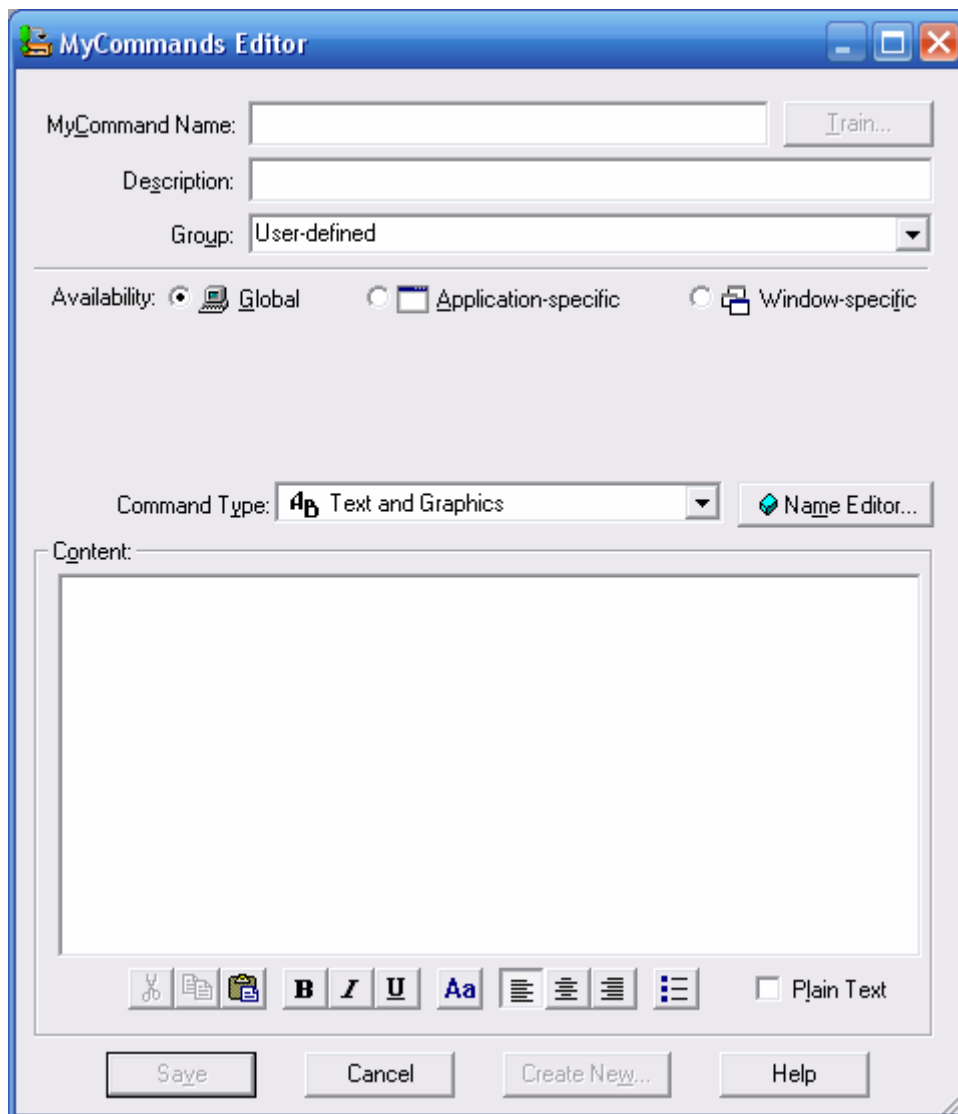 MyCommands Editor
MyCommand Name:
Train...
Description:
Group: User-defined
Availability: Global Application-specific Window-specific
Command Type: AB Text and Graphics Name Editor...
Content:
B I U Aa Plain Text
Save Cancel Create New... Help